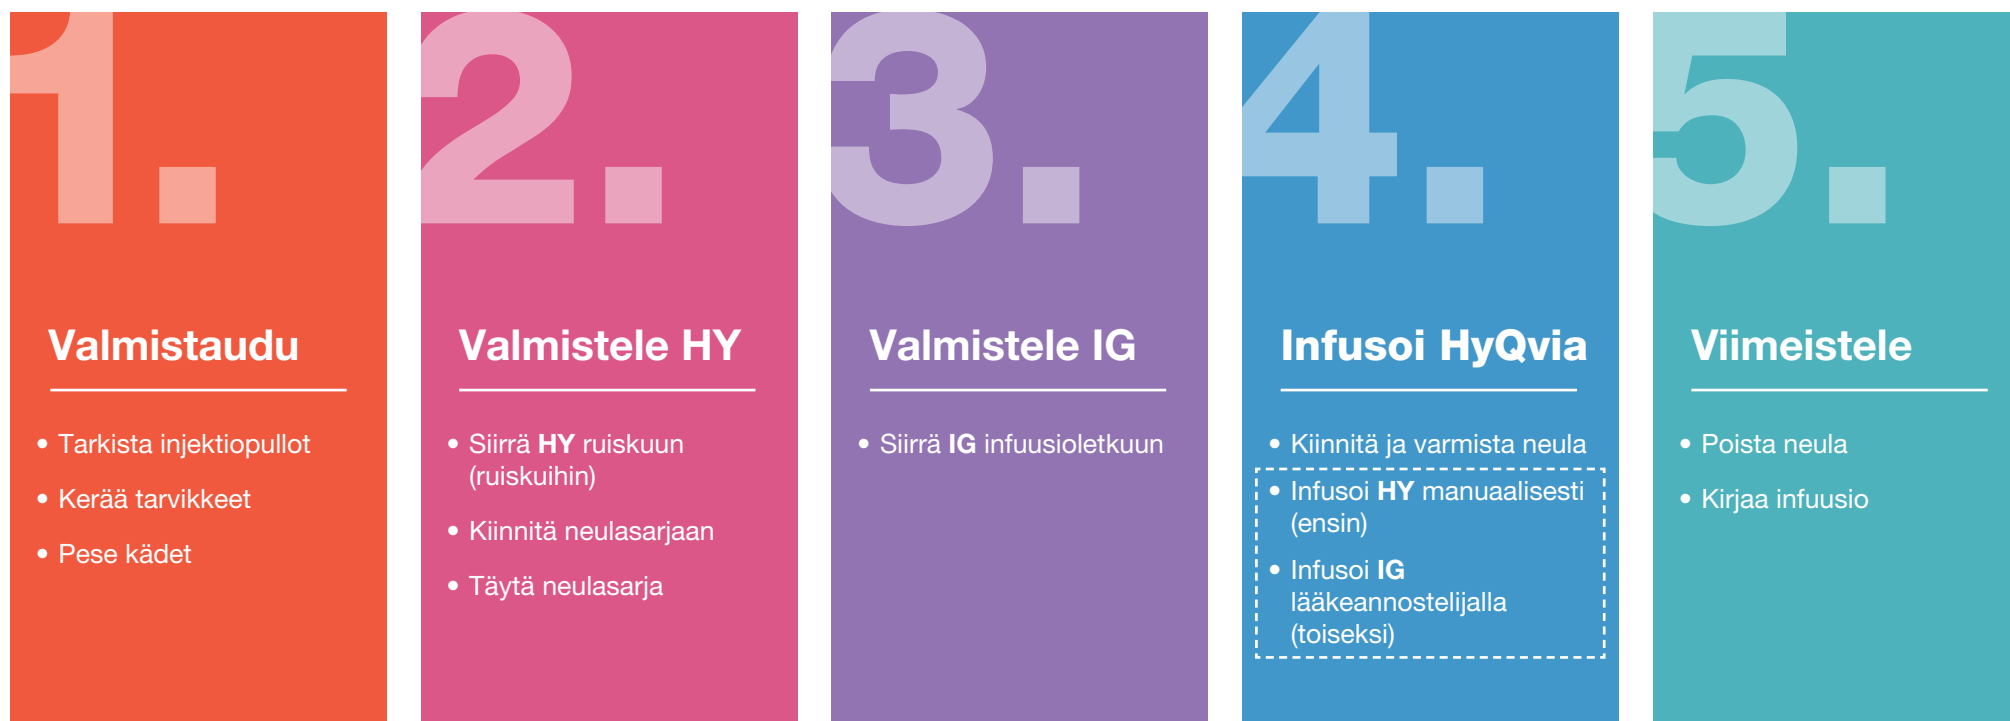 1.
Valmistaudu
• Tarkista injektiopullot
• Kerää tarvikkeet
• Pese kädet
2.
Valmistele HY
• Siirrä HY ruiskuun
(ruiskuihin)
• Kiinnitä neulasarjaan
• Täytä neulasarja
3.
Valmistele IG
• Siirrä IG infuusioletkuun
4.
Infusoi HyQvia
• Kiinnitä ja varmista neula
• Infusoi HY manuaalisesti
(ensin)
• Infusoi IG
lääkeannostelijalla
(toiseksi)
5.
Viimeistele
• Poista neula
• Kirjaa infuusio